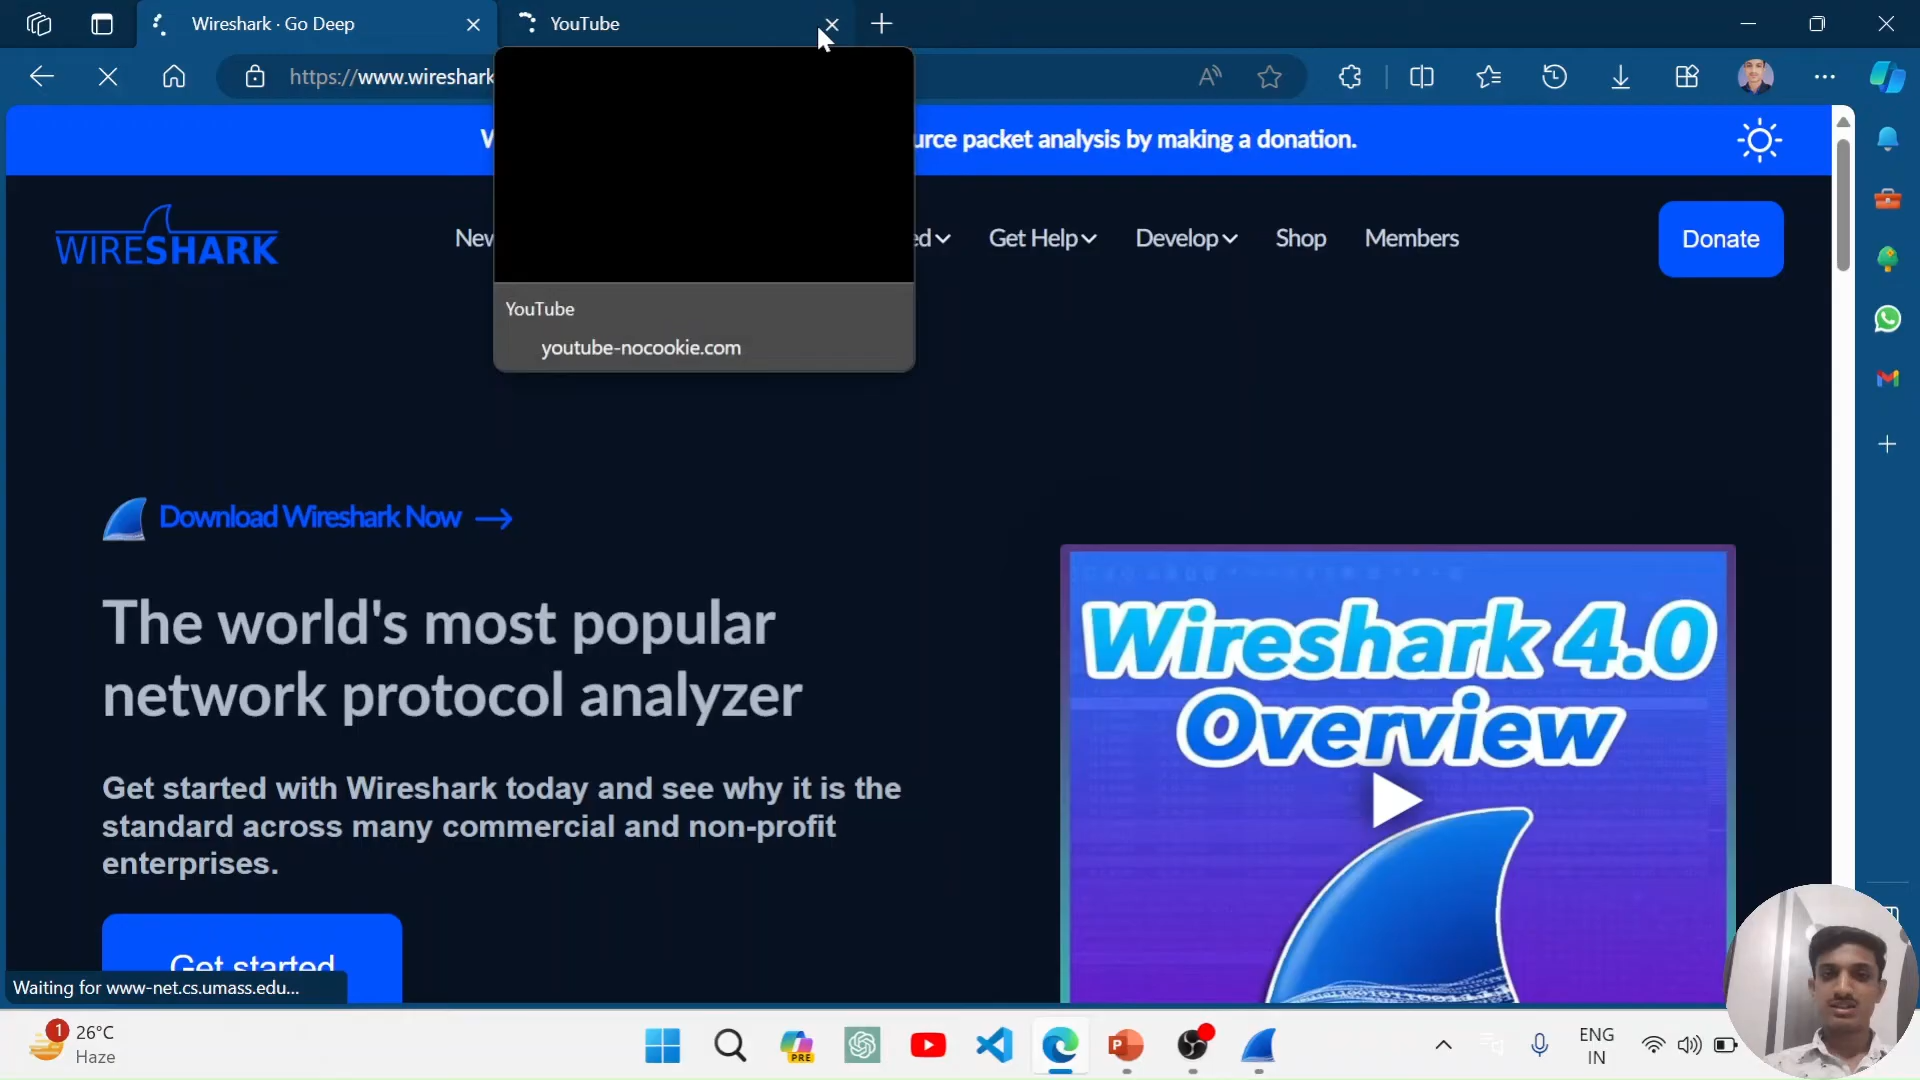 Wireshark · Go Deep
YouTube
https://www.wireshark
urce packet analysis by making a donation.
WIRESHARK
Get Help
Develop
Shop
Members
Donate
YouTube
youtube-nocookie.com
Download Wireshark Now
The world's most popular
network protocol analyzer
Get started with Wireshark today and see why it is the
standard across many commercial and non-profit
enterprises.
Get started
Wireshark 4.0
Overview
Waiting for www-net.cs.umass.edu...
1
26°C
Haze
PRE
ENG
IN